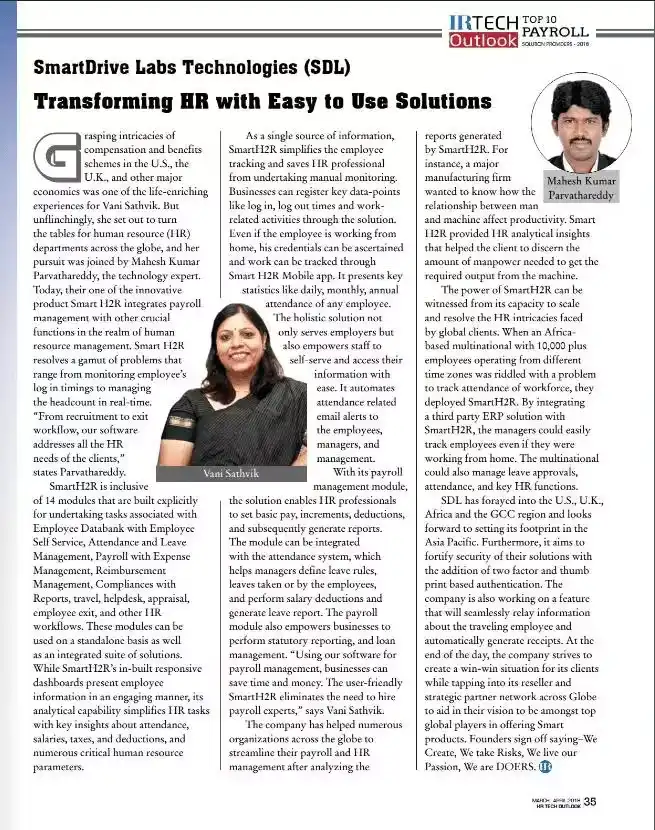 HRTECH
Outlook
TOP 10
PAYROLL
SOLUTION PROVIDERS - 2018
SmartDrive Labs Technologies (SDL)
Transforming HR with Easy to Use Solutions
Grasping intricacies of
compensation and benefits
schemes in the U.S., the
U.K., and other major
economies was one of the life-enriching
experiences for Vani Sathvik. But
unflinchingly, she set out to turn
the tables for human resource (HR)
departments across the globe, and her
pursuit was joined by Mahesh Kumar
Parvathareddy, the technology expert.
Today, their one of the innovative
product Smart H2R integrates payroll
management with other crucial
functions in the realm of human
resource management. Smart H2R
resolves a gamut of problems that
range from monitoring employee's
log in timings to managing
the headcount in real-time.
“From recruitment to exit
workflow, our software
addresses all the HR
needs of the clients,”
states Parvathareddy.
SmartH2R is inclusive
of 14 modules that are built explicitly
for undertaking tasks associated with
Employee Databank with Employee
Self Service, Attendance and Leave
Management, Payroll with Expense
Management, Reimbursement
Management, Compliances with
Reports, travel, helpdesk, appraisal,
employee exit, and other HR
workflows. These modules can be
used on a standalone basis as well
as an integrated suite of solutions.
While SmartH2R's in-built responsive
dashboards present employee
information in an engaging manner, its
analytical capability simplifies HR tasks
with key insights about attendance,
salaries, taxes, and deductions, and
numerous critical human resource
parameters.
As a single source of information,
SmartH2R simplifies the employee
tracking and saves HR professional
from undertaking manual monitoring.
Businesses can register key data-points
like log in, log out times and work-
related activities through the solution.
Even if the employee is working from
home, his credentials can be ascertained
and work can be tracked through
Smart H2R Mobile app. It presents key
statistics like daily, monthly, annual
attendance of any employee.
The holistic solution not
only serves employers but
also empowers staff to
self-serve and access their
information with
ease. It automates
attendance related
email alerts to
the employees,
managers, and
management.
With its payroll
management module,
the solution enables HR professionals
to set basic pay, increments, deductions,
and subsequently generate reports.
The module can be integrated
with the attendance system, which
helps managers define leave rules,
leaves taken or by the employees,
and perform salary deductions and
generate leave report. The payroll
module also empowers businesses to
perform statutory reporting, and loan
management. “Using our software for
payroll management, businesses can
save time and money. The user-friendly
SmartH2R eliminates the need to hire
payroll experts,” says Vani Sathvik.
The company has helped numerous
organizations across the globe to
streamline their payroll and HR
management after analyzing the
Vani Sathvik
reports generated
by SmartH2R. For
instance, a major
manufacturing firm
wanted to know how the
relationship between man
and machine affect productivity. Smart
H2R provided HR analytical insights
that helped the client to discern the
amount of manpower needed to get the
required output from the machine.
The power of SmartH2R can be
witnessed from its capacity to scale
and resolve the HR intricacies faced
by global clients. When an Africa-
based multinational with 10,000 plus
employees operating from different
time zones was riddled with a problem
to track attendance of workforce, they
deployed SmartH2R. By integrating
a third party ERP solution with
SmartH2R, the managers could easily
track employees even if they were
working from home. The multinational
could also manage leave approvals,
attendance, and key HR functions.
SDL has forayed into the U.S., U.K.,
Africa and the GCC region and looks
forward to setting its footprint in the
Asia Pacific. Furthermore, it aims to
fortify security of their solutions with
the addition of two factor and thumb
print based authentication. The
company is also working on a feature
that will seamlessly relay information
about the traveling employee and
automatically generate receipts. At the
end of the day, the company strives to
create a win-win situation for its clients
while tapping into its reseller and
strategic partner network across Globe
to aid in their vision to be amongst top
global players in offering Smart
products. Founders sign off saying–We
Create, We take Risks, We live our
Passion, We are DOERS. HR
Mahesh Kumar
Parvathareddy
MARCH - APRIL 2018
HR TECH OUTLOOK
35